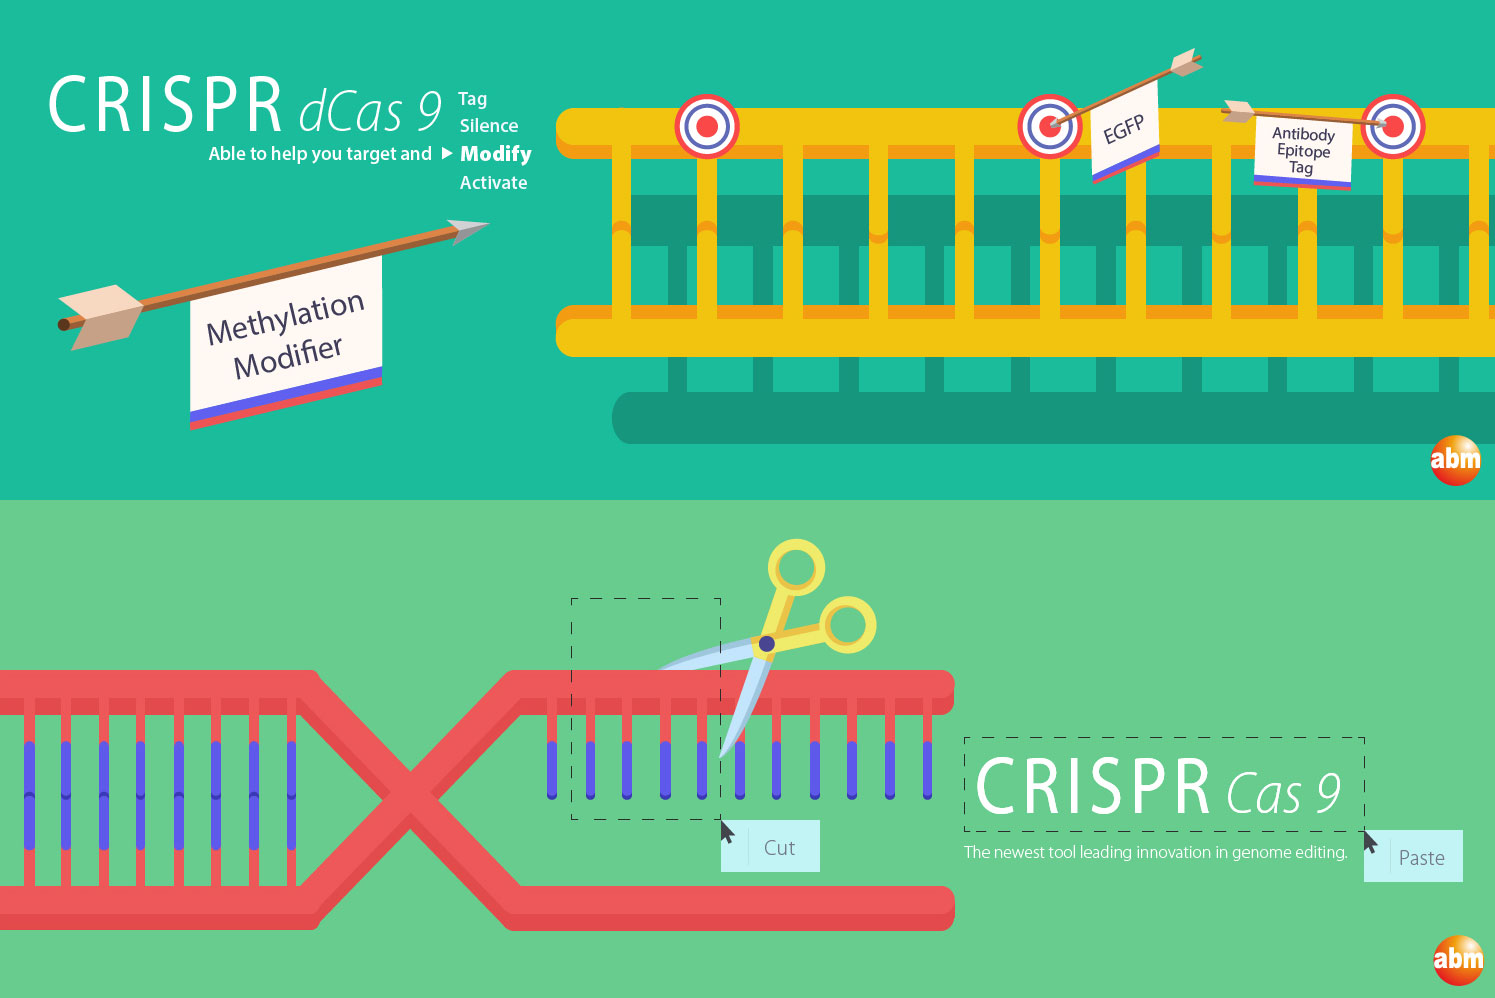 CRISPR dCas 9
Tag
Silence
Able to help you target and Modify
Activate
EGFP
Antibody
Epitope
Tag
Methylation
Modifier
abm
Cut
CRISPR Cas 9
The newest tool leading innovation in genome editing.
Paste
abm